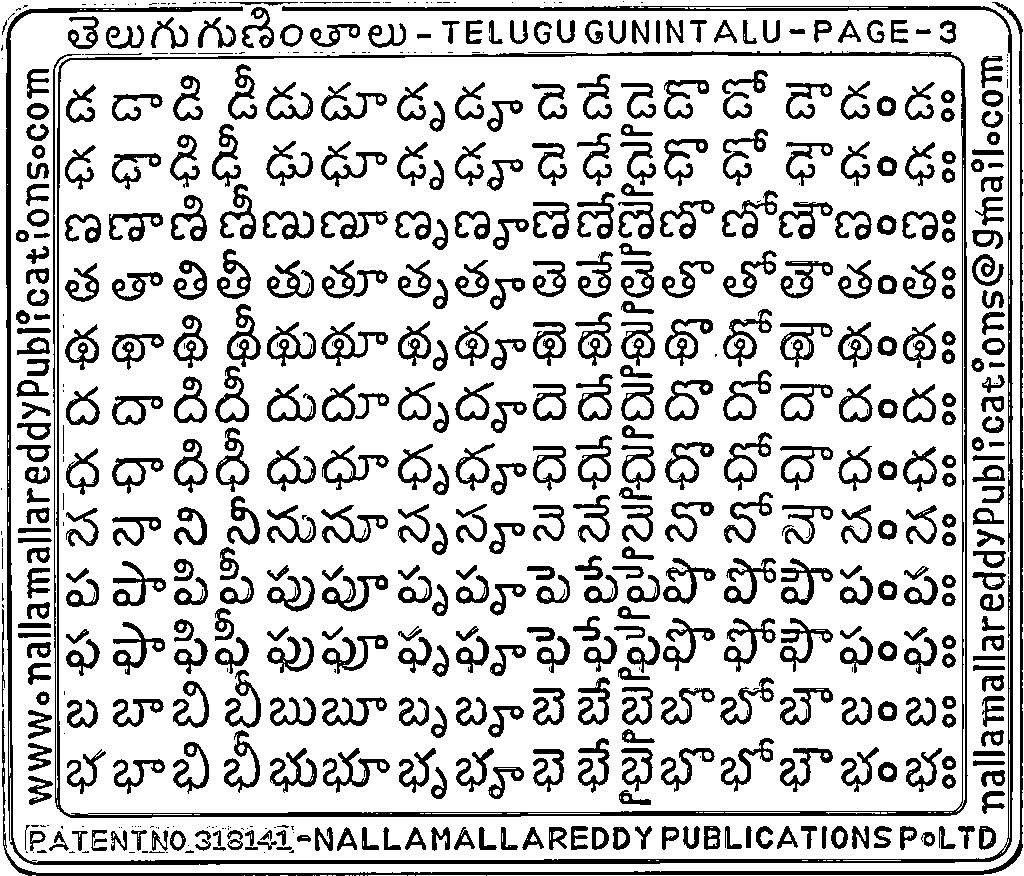 తెలుగు గుణింతాలు - TELUGU GUNINTALU - PAGE - 3
www.nallamallareddyPublications.com
డ డా డి డీ డు డూ డృ డౄ డె డే డై డొ డో డౌ డం డః
ఢ ఢా ఢి ఢీ ఢు ఢూ ఢృ ఢౄ ఢె ఢే ఢై ఢొ ఢో ఢౌ ఢం ఢః
ణ ణా ణి ణీ ణు ణూ ణృ ణౄ ణె ణే ణై ణొ ణో ణౌ ణం ణః
త తా తి తీ తు తూ తృ తౄ తె తే తై తొ తో తౌ తం తః
థ థా థి థీ థు థూ థృ థౄ థె థే థై థొ థో థౌ థం థః
ద దా ది దీ దు దూ దృ దౄ దె దే దై దొ దో దౌ దం దః
ధ ధా ధి ధీ ధు ధూ ధృ ధౄ ధె ధే ధై ధొ ధో ధౌ ధం ధః
న నా ని నీ ను నూ నృ నౄ నె నే నై నొ నో నౌ నం నః
ప పా పి పీ పు పూ పృ పౄ పె పే పై పొ పో పౌ పం పః
ఫ ఫా ఫి ఫీ ఫు ఫూ ఫృ ఫౄ ఫె ఫే ఫై ఫొ ఫో ఫౌ ఫం ఫః
బ బా బి బీ బు బూ బృ బౄ బె బే బై బొ బో బౌ బం బః
భ భా భి భీ భు భూ భృ భౄ భె భే భై భొ భో భౌ భం భః
nallamallareddyPublications@gmail.com
PATENT NO. 318141 - NALLAMALLAREDDY PUBLICATIONS P.LTD